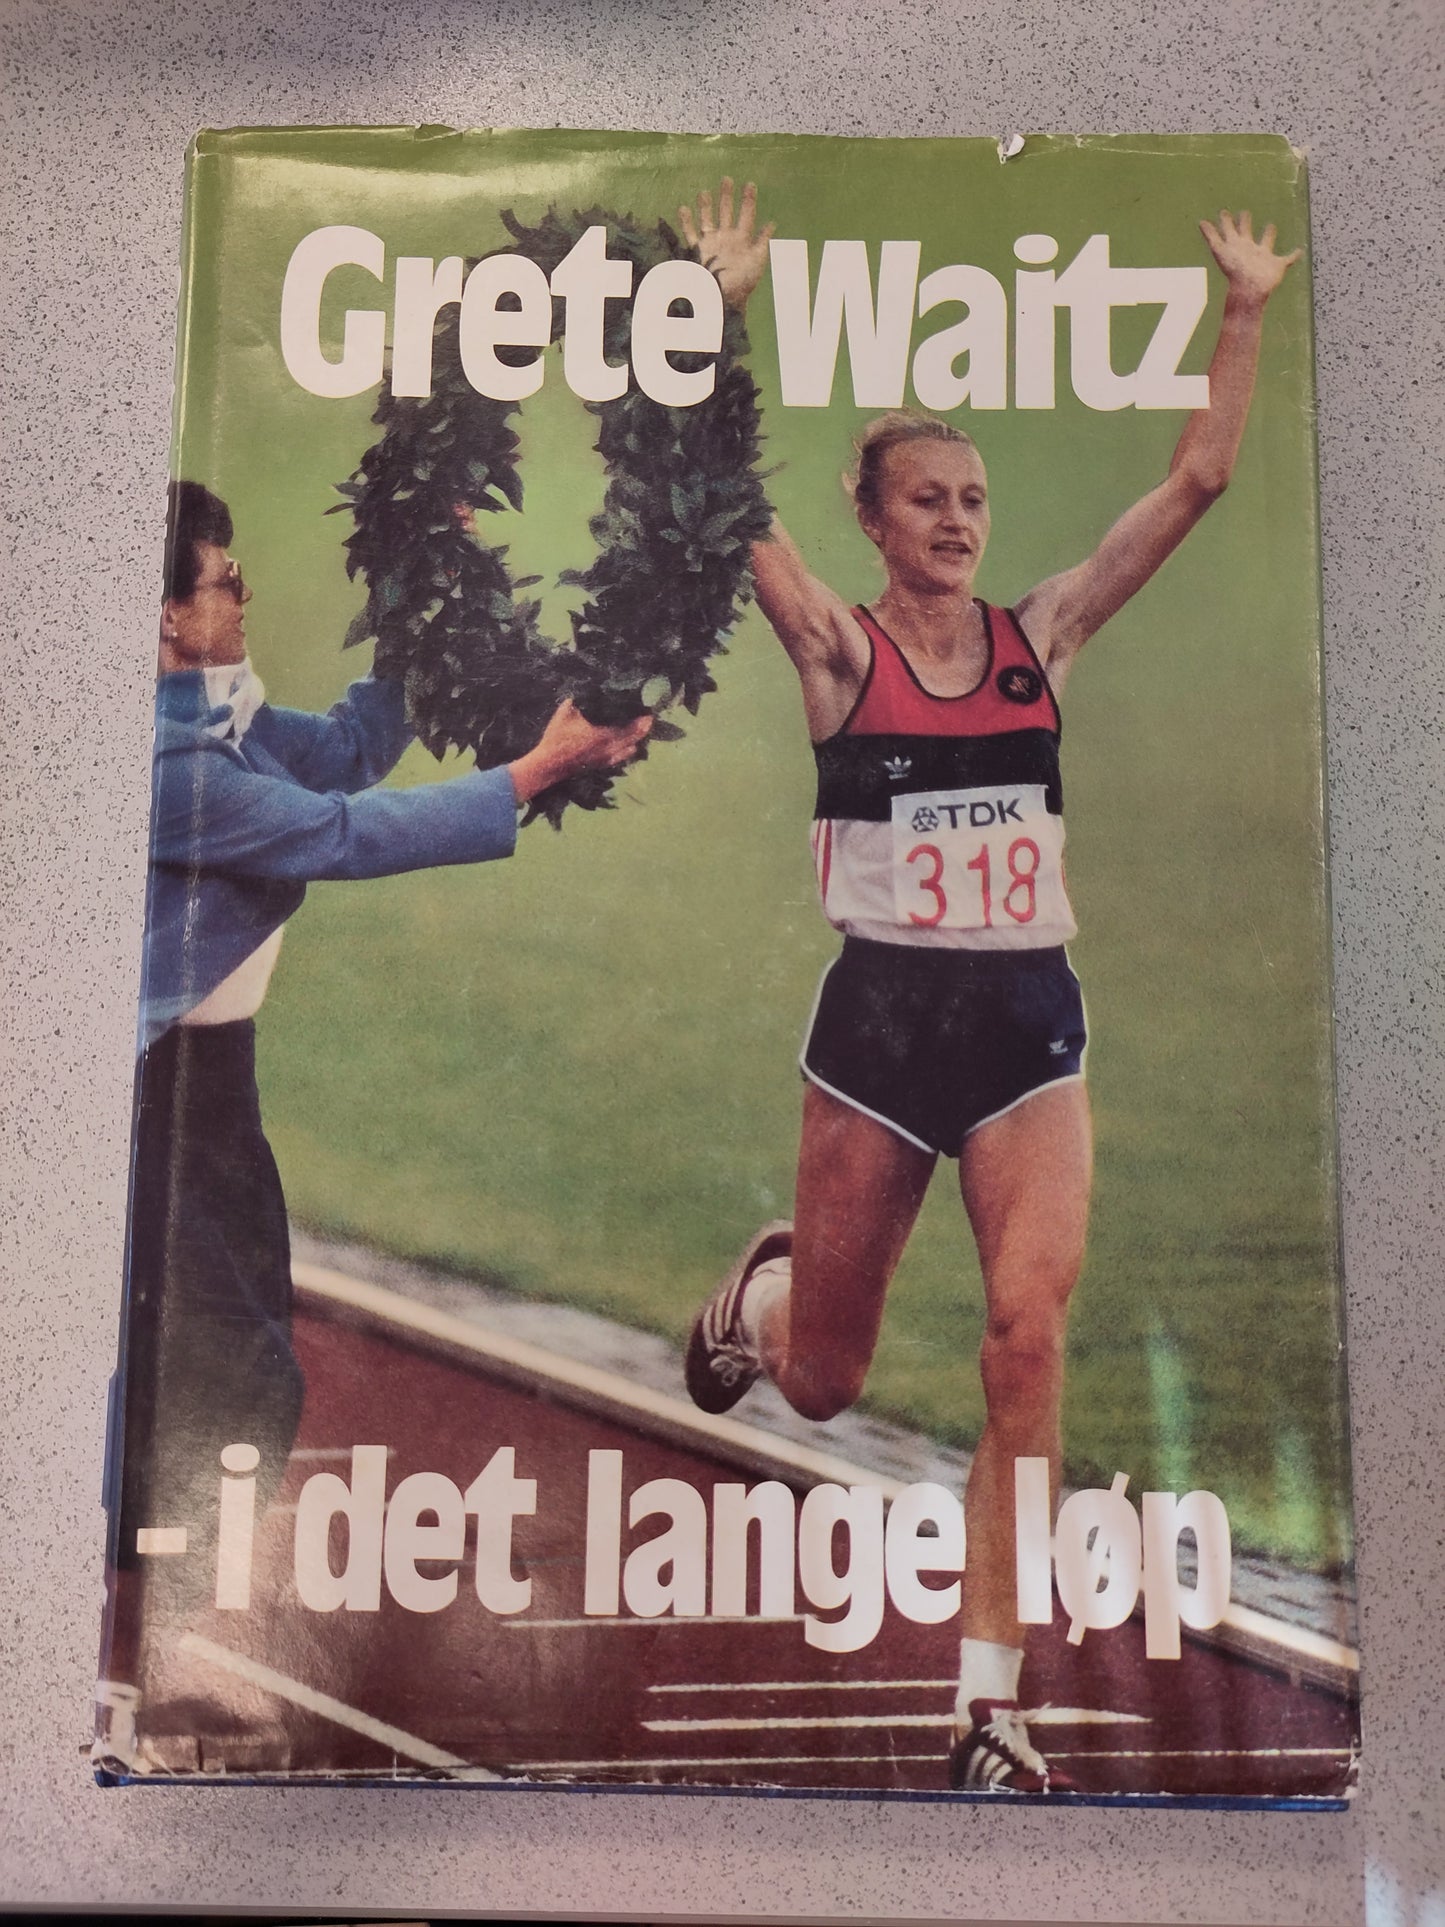 Grete Waitz
TDK
318
- i det lange løp